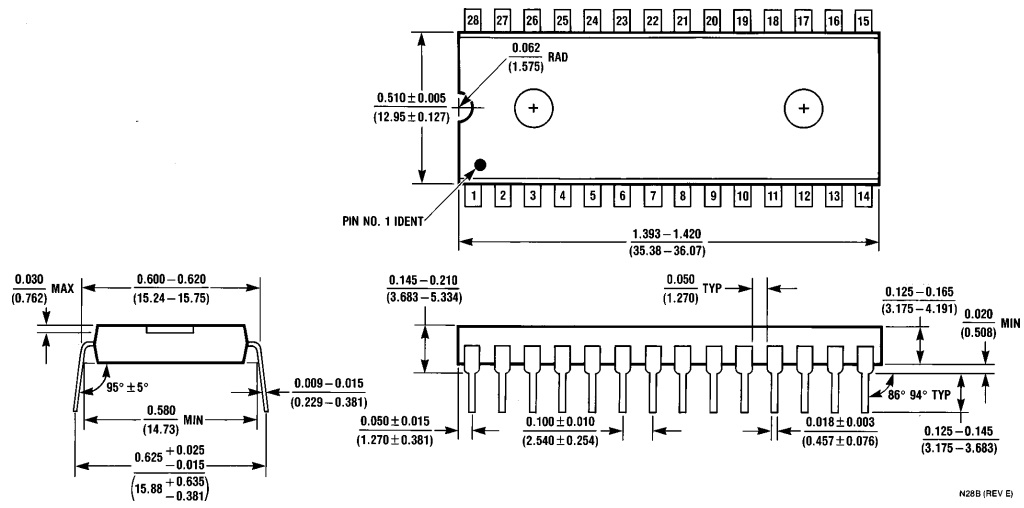 28 27 26 25 24 23 22 21 20 19 18 17 16 15
0.062
(1.575)
RAD
0.510 ± 0.005
(12.95 ± 0.127)
1 2 3 4 5 6 7 8 9 10 11 12 13 14
PIN NO. 1 IDENT
1.393 – 1.420
(35.38 – 36.07)
0.030
(0.762)
MAX
0.600 – 0.620
(15.24 – 15.75)
95° ± 5°
0.009 – 0.015
(0.229 – 0.381)
0.580
(14.73)
MIN
0.625 + 0.025
– 0.015
(15.88 + 0.635
– 0.381)
0.145 – 0.210
(3.683 – 5.334)
0.050
(1.270)
TYP
0.125 – 0.165
(3.175 – 4.191)
0.020
(0.508)
MIN
86° 94° TYP
0.050 ± 0.015
(1.270 ± 0.381)
0.100 ± 0.010
(2.540 ± 0.254)
0.018 ± 0.003
(0.457 ± 0.076)
0.125 – 0.145
(3.175 – 3.683)
N28B (REV E)